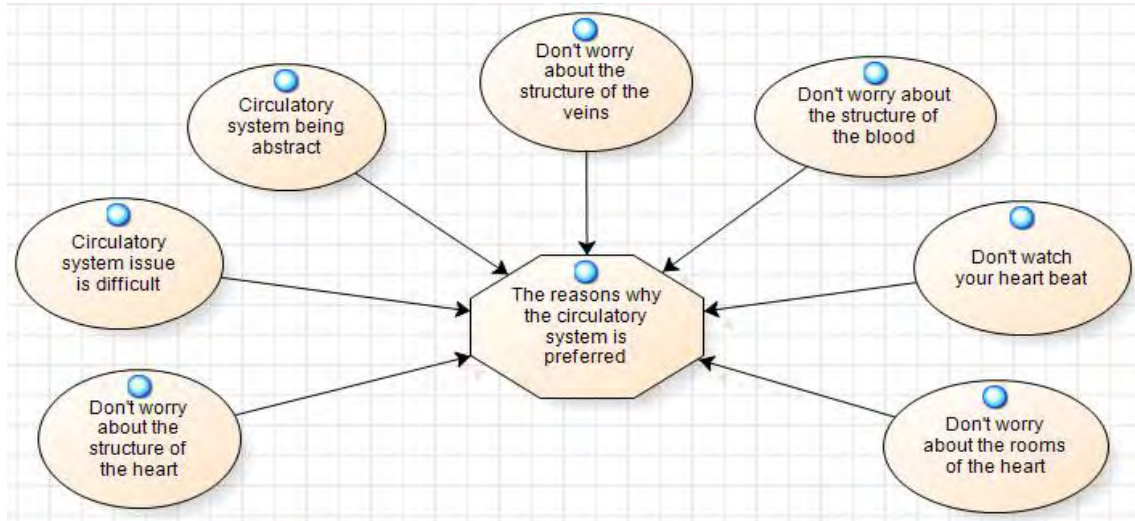 Don't worry
about the
structure of the
veins
Circulatory
system being
abstract
Don't worry about
the structure of
the blood
Circulatory
system issue
is difficult
Don't watch
your heart beat
The reasons why
the circulatory
system is
preferred
Don't worry
about the
structure of
the heart
Don't worry
about the rooms
of the heart